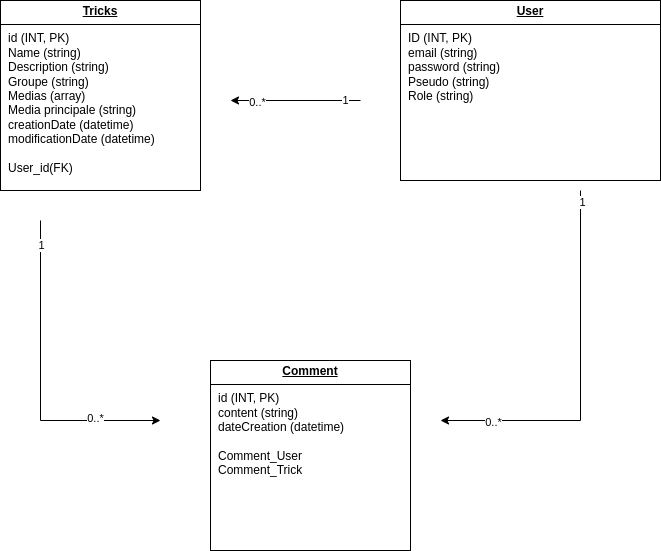 Tricks
id (INT, PK)
Name (string)
Description (string)
Groupe (string)
Medias (array)
Media principale (string)
creationDate (datetime)
modificationDate (datetime)
User_id(FK)
User
ID (INT, PK)
email (string)
password (string)
Pseudo (string)
Role (string)
0..*
1
1
1
0..*
0..*
Comment
id (INT, PK)
content (string)
dateCreation (datetime)
Comment_User
Comment_Trick